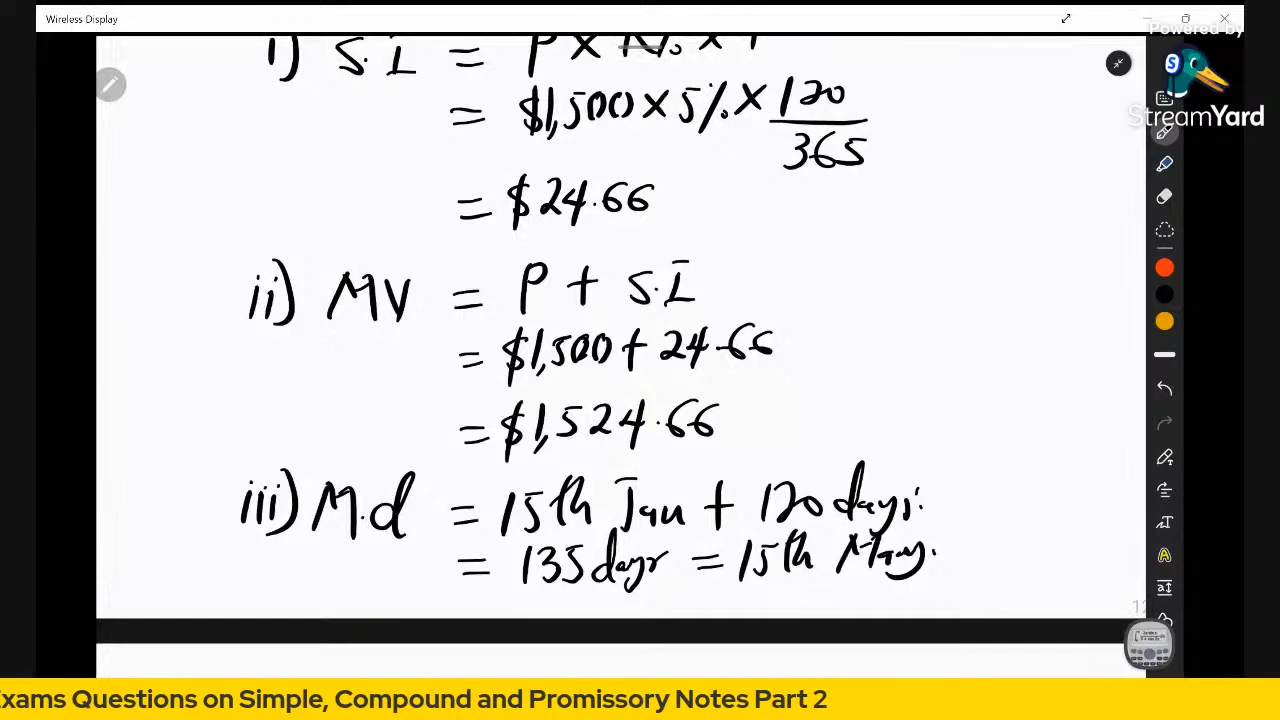 Wireless Display
Powered by
StreamYard
i) S.I = P × R% × T
= $1,500 × 5% × 120
365
= $24.66
ii) MV = P + S.I
= $1,500 + 24.66
= $1,524.66
iii) M.d = 15th Jan + 120 days.
= 135 days = 15th May.
Exams Questions on Simple, Compound and Promissory Notes Part 2